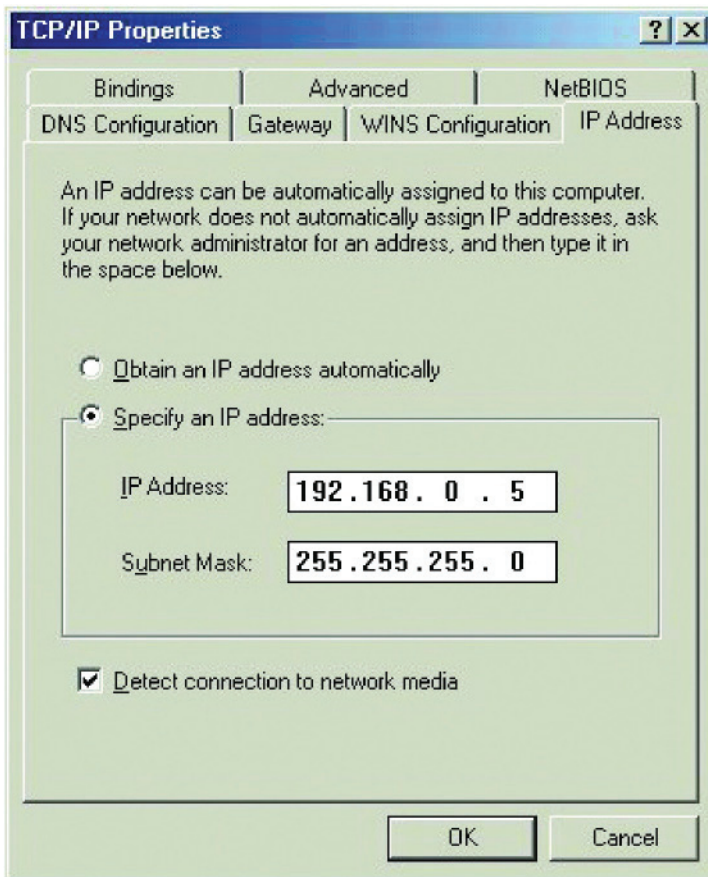 TCP/IP Properties
? X
Bindings Advanced NetBIOS
DNS Configuration Gateway WINS Configuration IP Address
An IP address can be automatically assigned to this computer.
If your network does not automatically assign IP addresses, ask
your network administrator for an address, and then type it in
the space below.
Obtain an IP address automatically
Specify an IP address:
IP Address: 192.168. 0 . 5
Subnet Mask: 255.255.255. 0
Detect connection to network media
OK Cancel